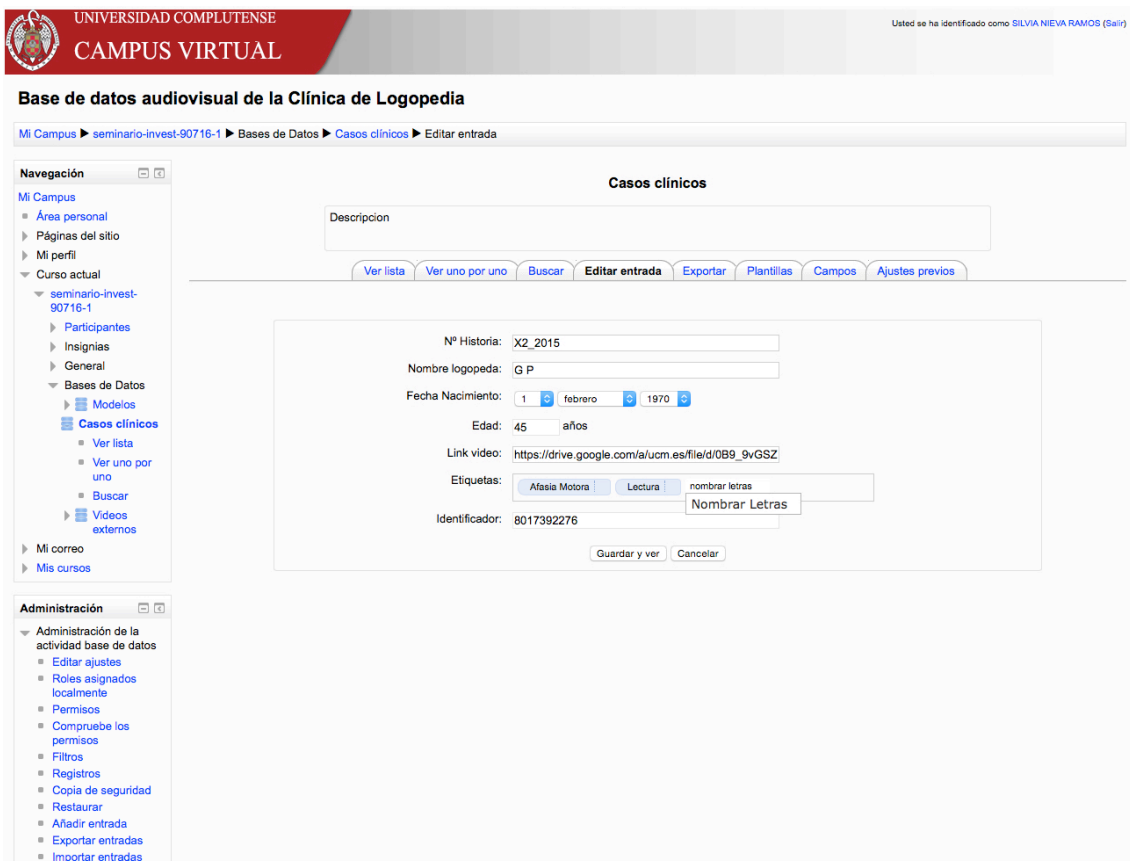 UNIVERSIDAD COMPLUTENSE
CAMPUS VIRTUAL
Usted se ha identificado como SILVIA NIEVA RAMOS (Salir)
Base de datos audiovisual de la Clínica de Logopedia
Mi Campus ▶ seminario-invest-90716-1 ▶ Bases de Datos ▶ Casos clínicos ▶ Editar entrada
Navegación
Mi Campus
Área personal
Páginas del sitio
Mi perfil
Curso actual
seminario-invest-
90716-1
Participantes
Insignias
General
Bases de Datos
Modelos
Casos clínicos
Ver lista
Ver uno por
uno
Buscar
Videos
externos
Mi correo
Mis cursos
Administración
Administración de la
actividad base de datos
Editar ajustes
Roles asignados
localmente
Permisos
Compruebe los
permisos
Filtros
Registros
Copia de seguridad
Restaurar
Añadir entrada
Exportar entradas
Importar entradas
Casos clínicos
Descripcion
Ver lista Ver uno por uno Buscar Editar entrada Exportar Plantillas Campos Ajustes previos
Nº Historia: X2_2015
Nombre logopeda: G P
Fecha Nacimiento: 1 febrero 1970
Edad: 45 años
Link video: https://drive.google.com/a/ucm.es/file/d/0B9_9vGSZ
Etiquetas: Afasia Motora Lectura nombrar letras
Nombrar Letras
Identificador: 8017392276
Guardar y ver Cancelar